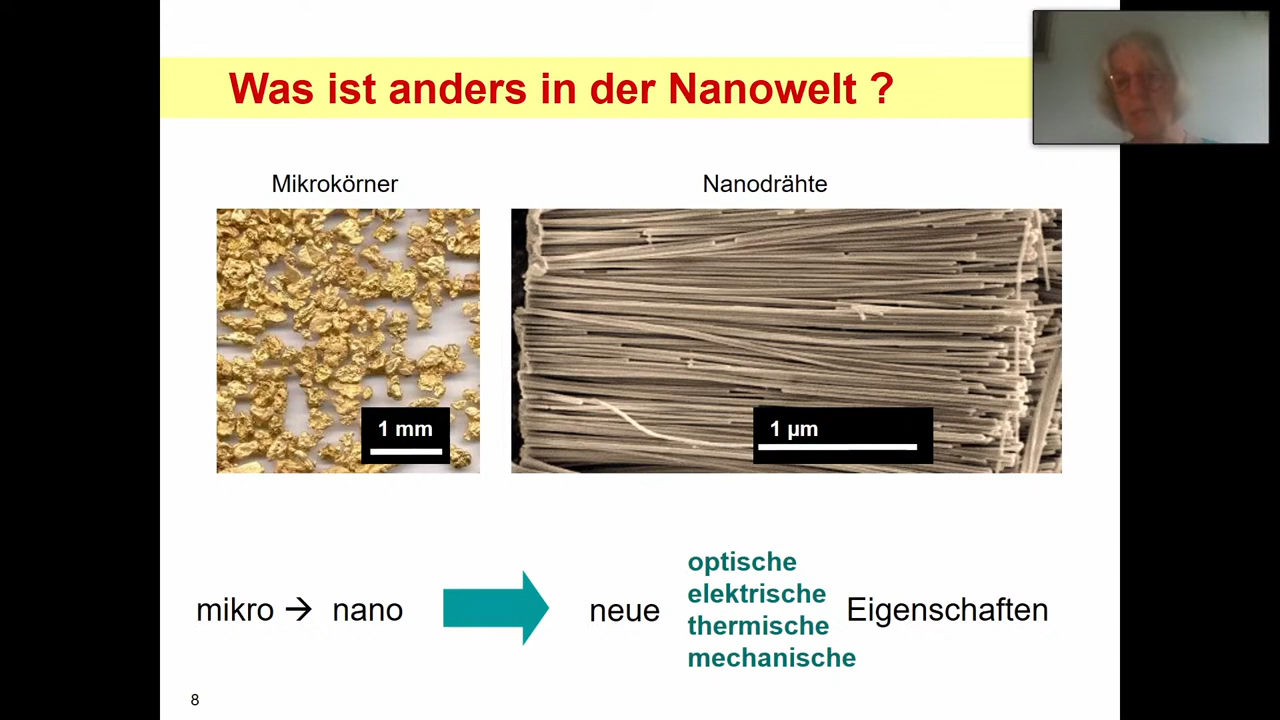 Was ist anders in der Nanowelt ?
Mikrokörner
Nanodrähte
1 mm
1 µm
mikro → nano
neue
optische
elektrische
thermische
mechanische
Eigenschaften
8